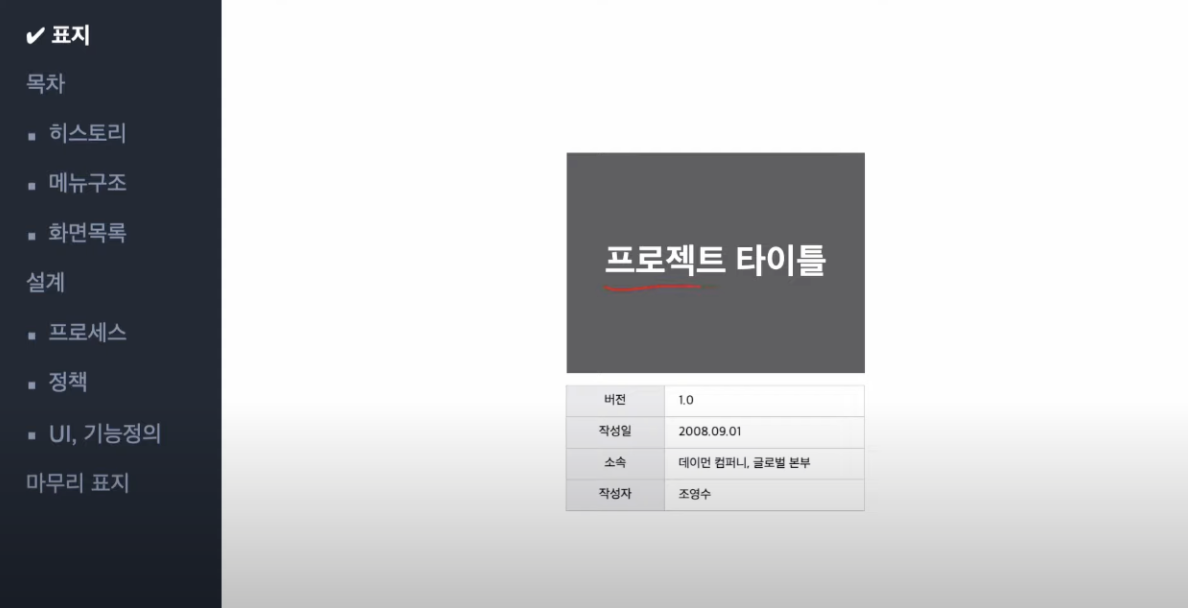 ✔ 표지
목차
▪ 히스토리
▪ 메뉴구조
▪ 화면목록
설계
▪ 프로세스
▪ 정책
▪ UI, 기능정의
마무리 표지
프로젝트 타이틀
버전 1.0
작성일 2008.09.01
소속 데이먼 컴퍼니, 글로벌 본부
작성자 조영수